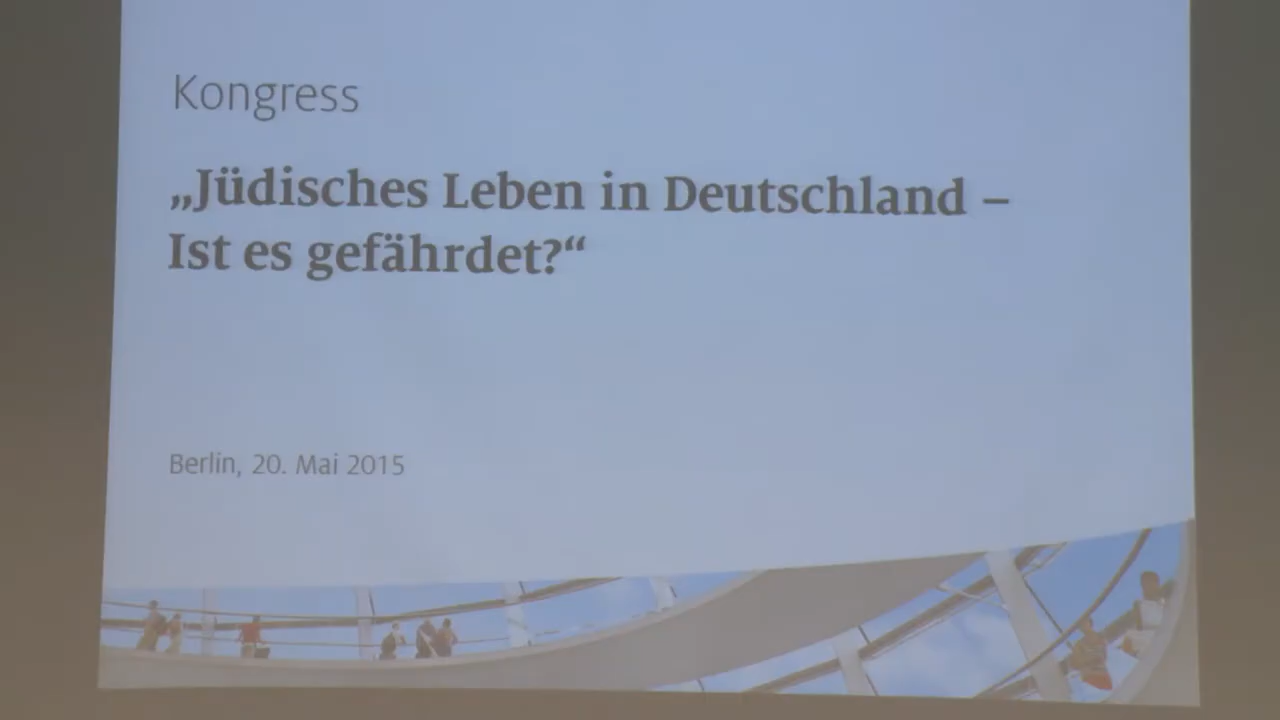 Kongress
„Jüdisches Leben in Deutschland –
Ist es gefährdet?“
Berlin, 20. Mai 2015